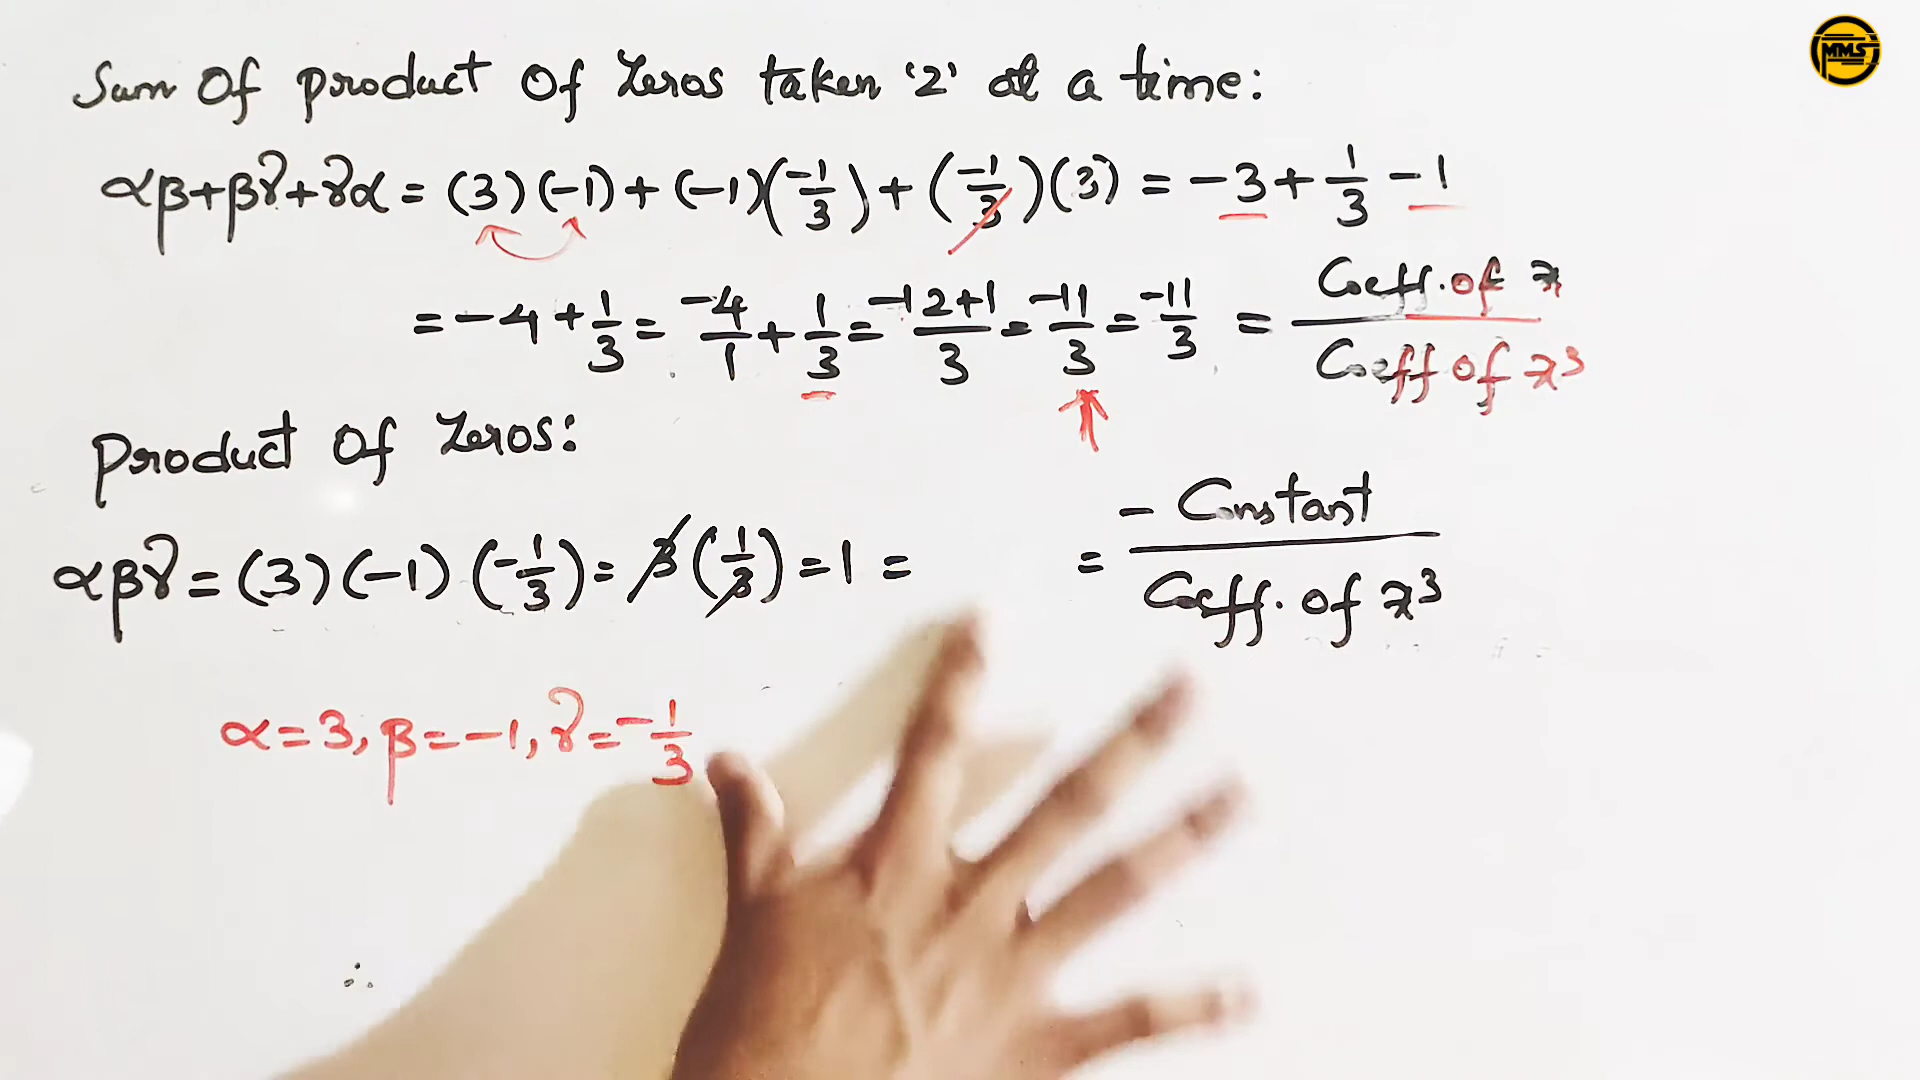 MMS
Sum Of product Of Zeros taken '2' at a time:
αβ+βγ+γα = (3)(-1)+(-1)(-1/3)+(-1/3)(3) = -3+1/3-1
= -4+1/3 = -4/1+1/3 = -12+1/3 = -11/3 = -11/3 = Coeff. of x/Coeff of x³
Product Of Zeros:
αβγ = (3)(-1)(-1/3) = 3(1/3) = 1 = = - Constant/Coeff. Of x³
α=3, β=-1, γ=-1/3
∴